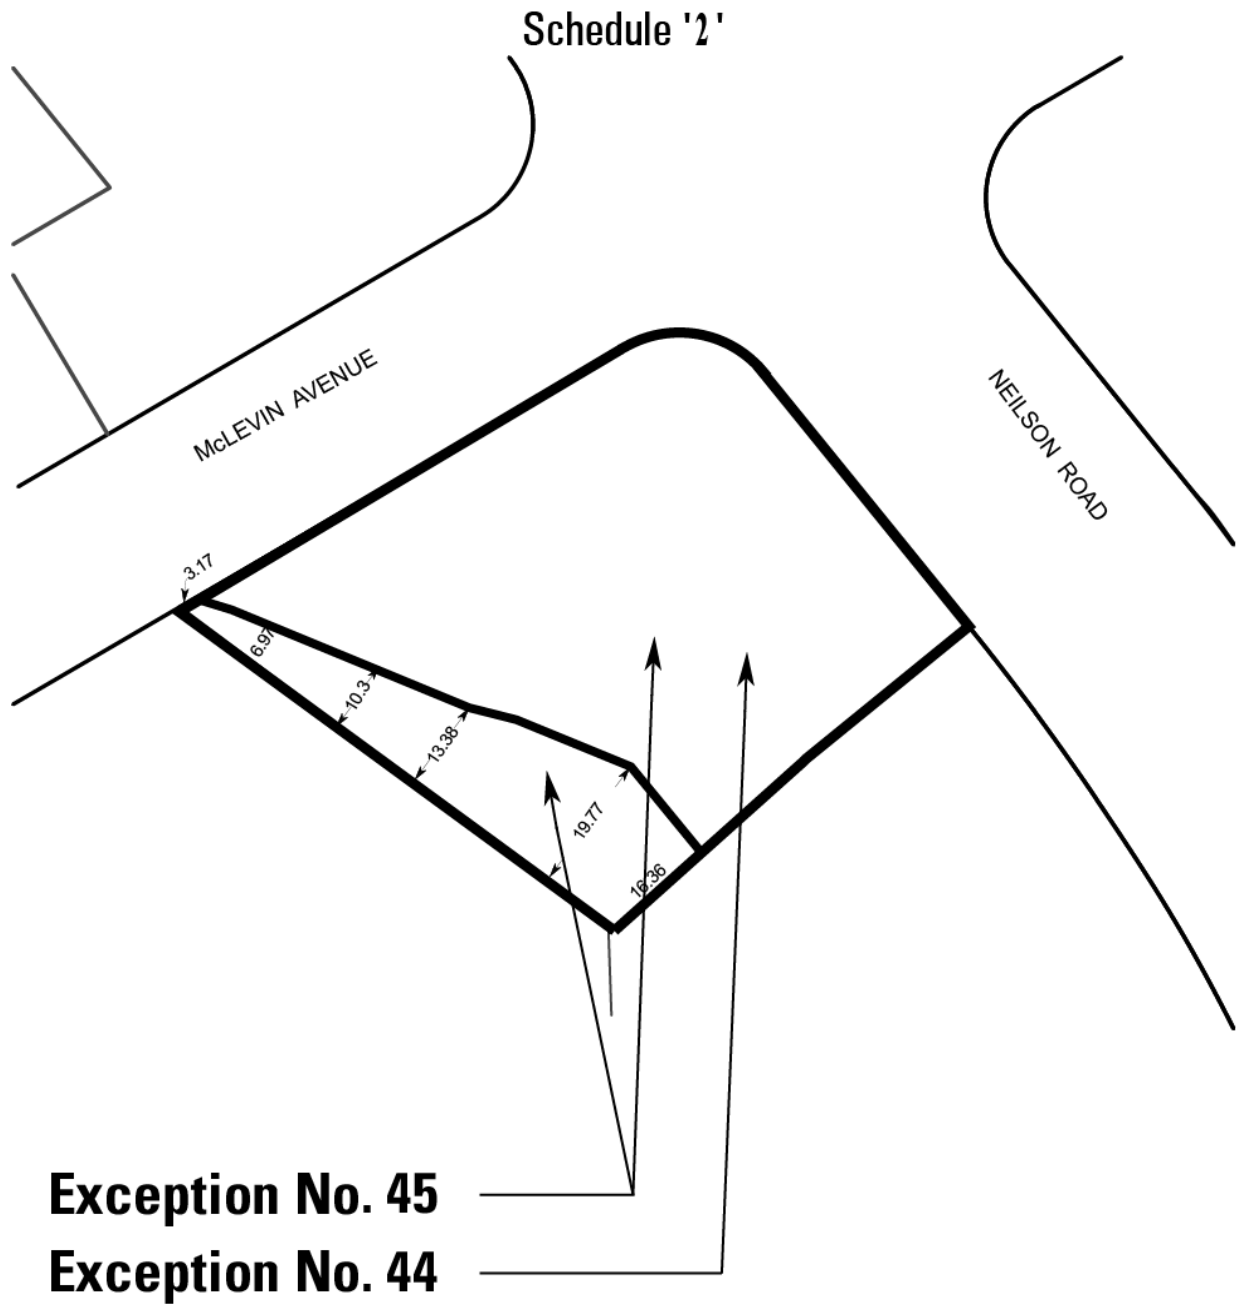 Schedule '2'
McLEVIN AVENUE
NEILSON ROAD
3.17
6.97
10.3
13.38
19.77
16.36
Exception No. 45
Exception No. 44